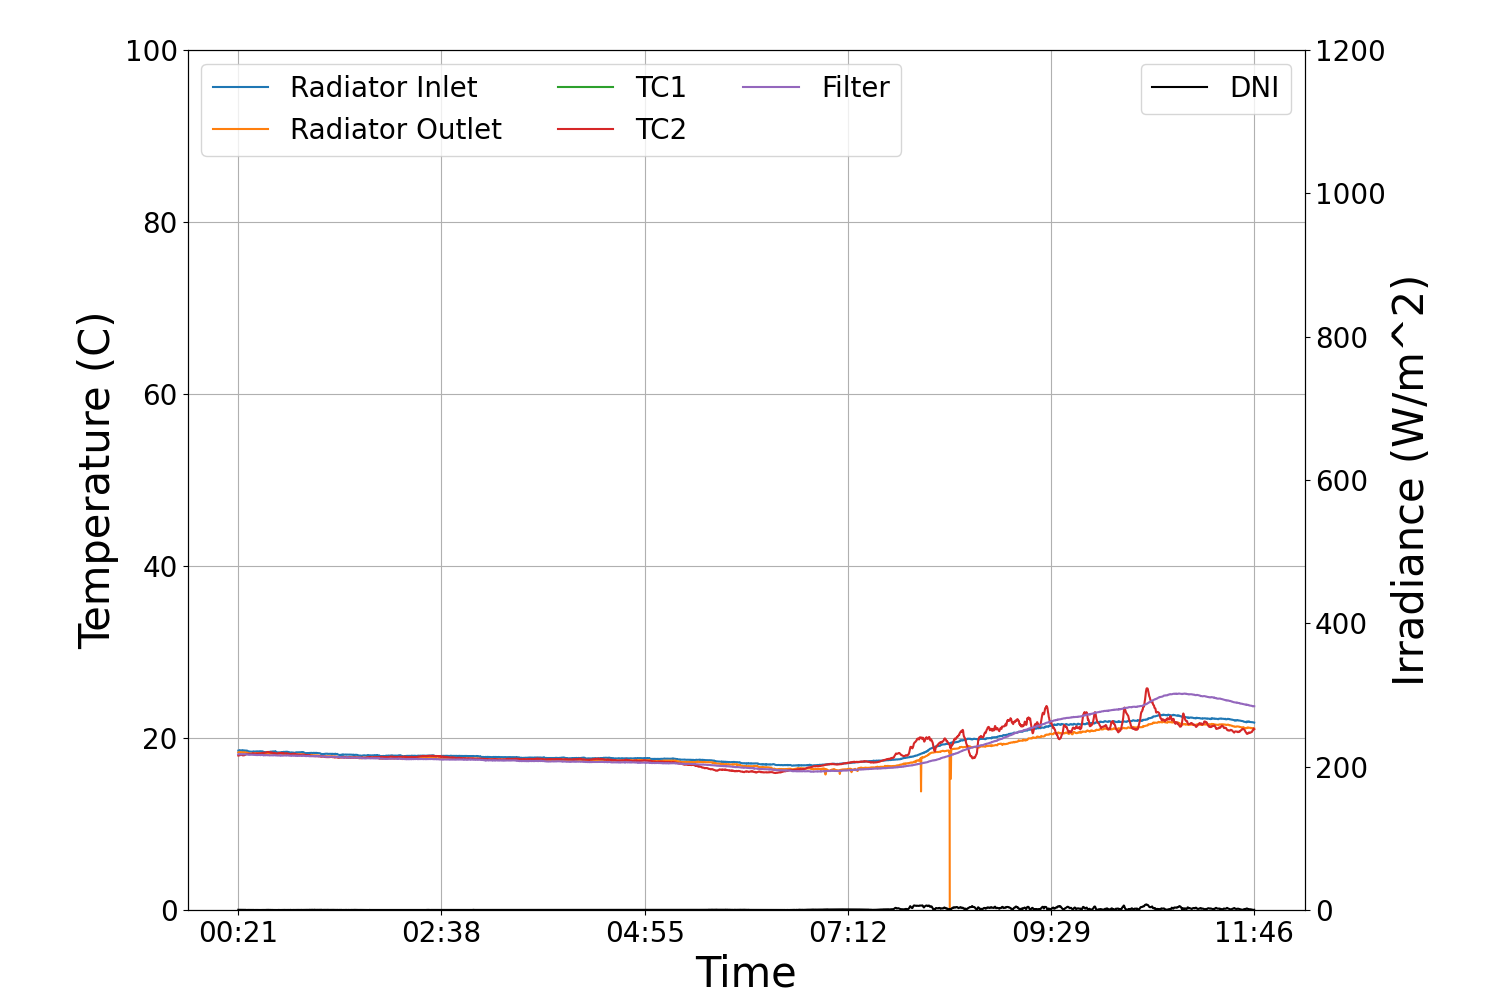 100
80
60
40
20
0
Temperature (C)
Radiator Inlet
Radiator Outlet
TC1
TC2
Filter
DNI
1200
1000
800
600
400
200
0
Irradiance (W/m^2)
00:21 02:38 04:55 07:12 09:29 11:46
Time